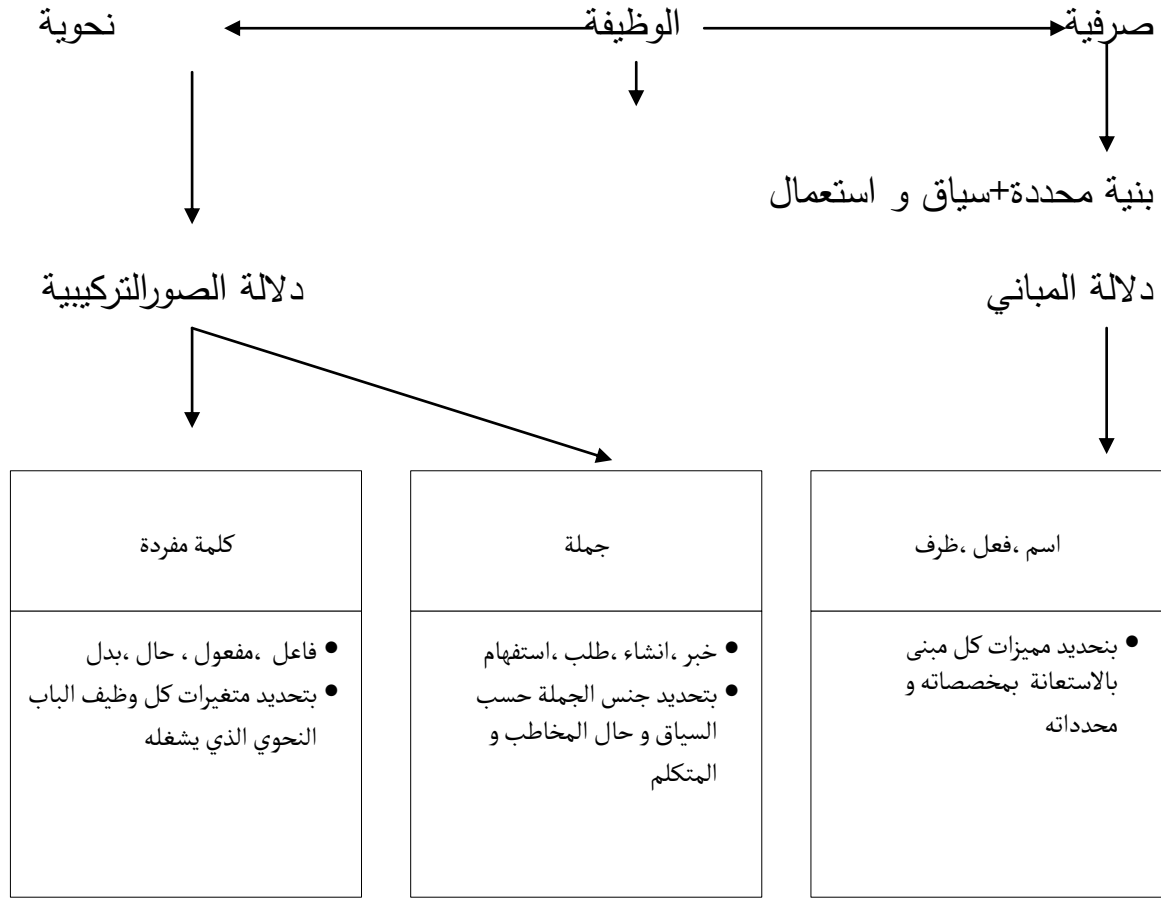 صرفية الوظيفة نحوية
بنية محددة+سياق و استعمال
دلالة المباني
دلالة الصورالتركيبية
اسم ،فعل ،ظرف
● بنحديد مميزات كل مبنى
بالاستعانة بمخصصاته و
محدداته
جملة
● خبر ،انشاء ،طلب ،استفهام
● بتحديد جنس الجملة حسب
السياق و حال المخاطب و
المتكلم
كلمة مفردة
● فاعل ،مفعول ، حال ،بدل
● بتحديد متغيرات كل وظيف الباب
النحوي الذي يشغله